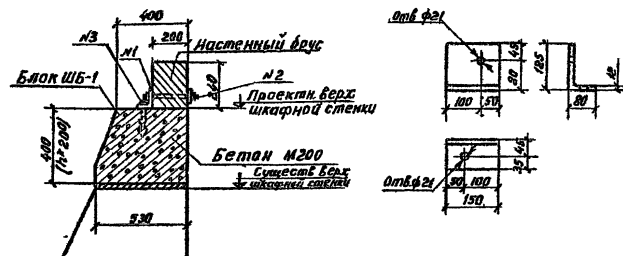 400
200
N3
N1
Настенный брус
Блок ШБ-1
240
N2
Проектн. верх
шкафной стенки
400
(h≥200)
Бетон М200
Существ верх
шкафной стенки
530
Отв ф21
45
80
100
50
125
12
80
Отв.ф21
35
45
50
100
150